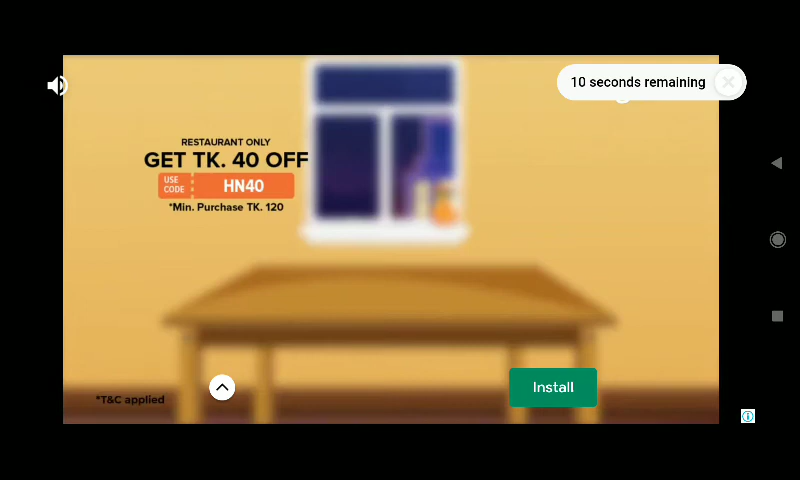 10 seconds remaining
RESTAURANT ONLY
GET TK. 40 OFF
USE CODE
HN40
*Min. Purchase TK. 120
Install
*T&C applied